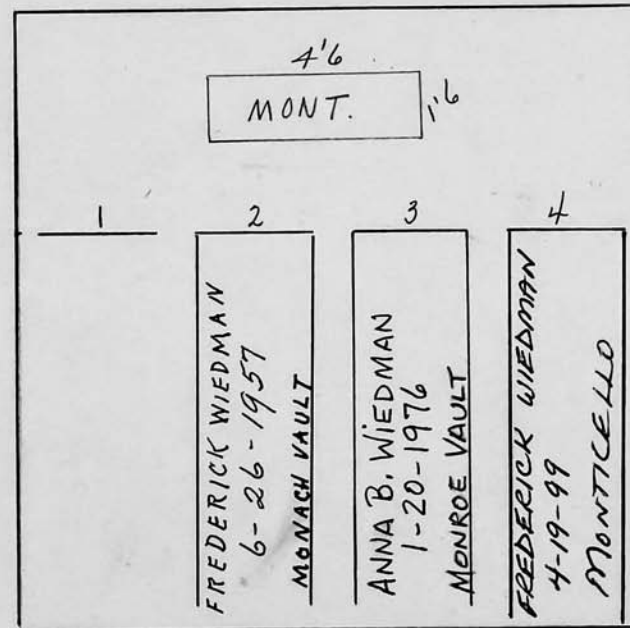 4'6
MONT.
1'6
1
2
3
4
FREDERICK WIEDMAN
6-26-1957
MONACH VAULT
ANNA B. WIEDMAN
1-20-1976
MONROE VAULT
FREDERICK WIEDMAN
4-19-99
MONTICELLO